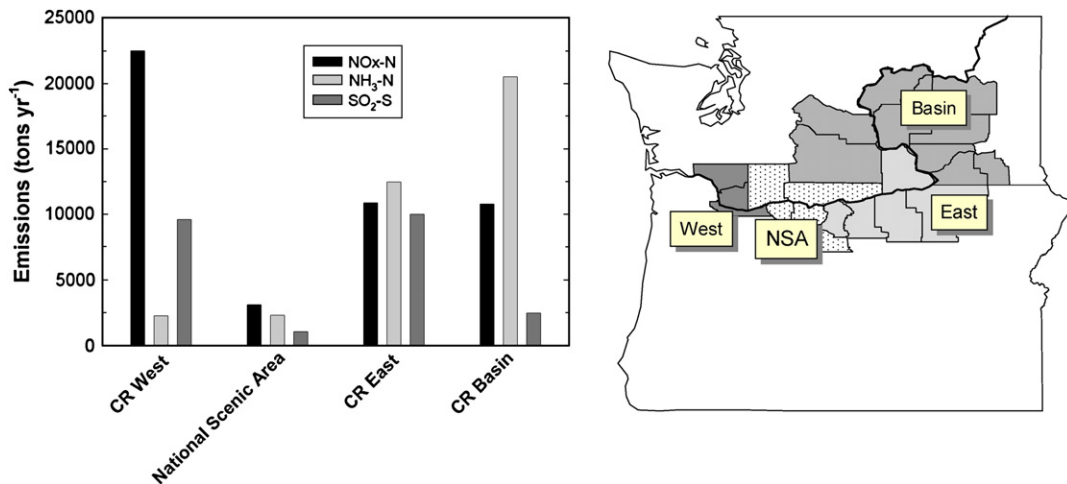 25000
20000
15000
10000
5000
0
Emissions (tons yr⁻¹)
NOx-N
NH₃-N
SO₂-S
CR West
National Scenic Area
CR East
CR Basin
Basin
West
NSA
East